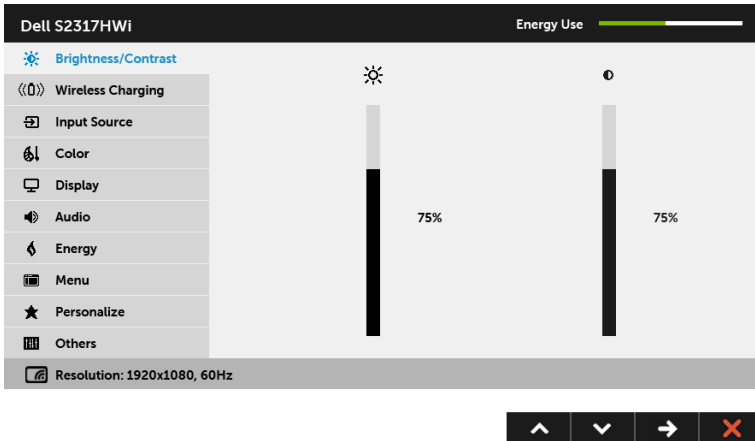 Dell S2317HWi
Energy Use
Brightness/Contrast
Wireless Charging
Input Source
Color
Display
Audio
Energy
Menu
Personalize
Others
75%
75%
Resolution: 1920x1080, 60Hz